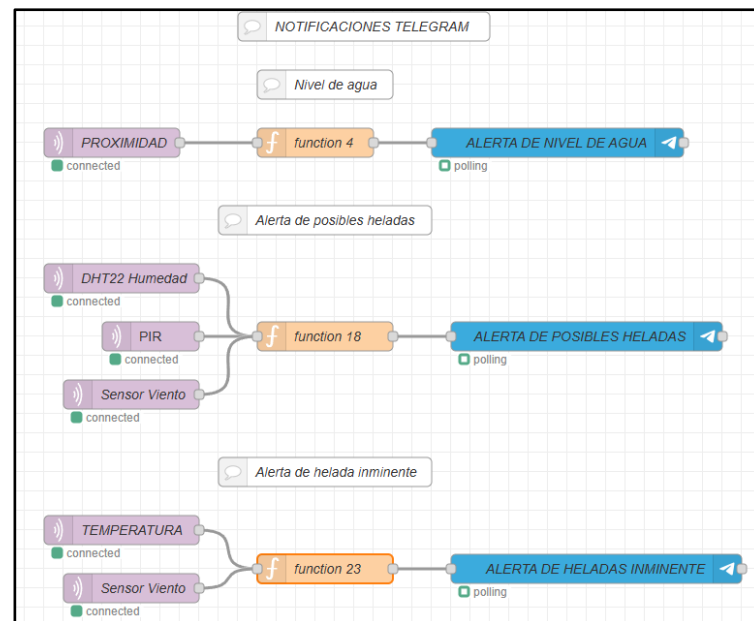 NOTIFICACIONES TELEGRAM
Nivel de agua
PROXIMIDAD
function 4
ALERTA DE NIVEL DE AGUA
connected
polling
Alerta de posibles heladas
DHT22 Humedad
connected
PIR
function 18
ALERTA DE POSIBLES HELADAS
connected
polling
Sensor Viento
connected
Alerta de helada inminente
TEMPERATURA
connected
function 23
ALERTA DE HELADAS INMINENTE
Sensor Viento
polling
connected